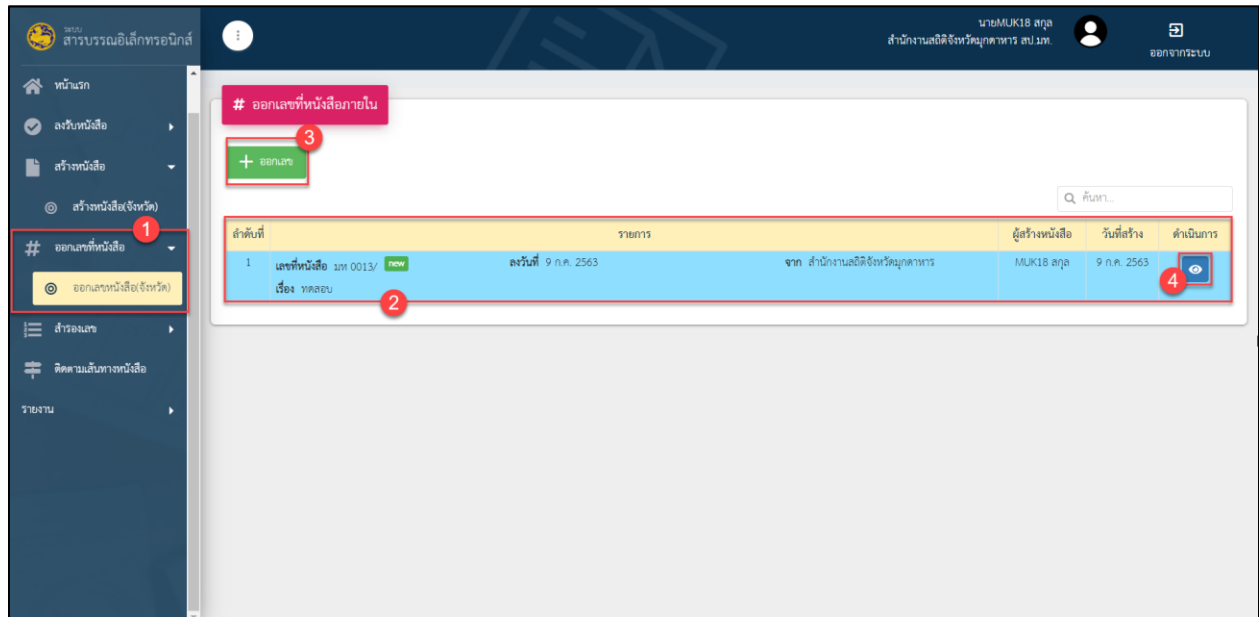 ระบบ
สารบรรณอิเล็กทรอนิกส์
นายMUK18 สกุล
สำนักงานสถิติจังหวัดมุกดาหาร สป.มท.
ออกจากระบบ
หน้าแรก
ลงรับหนังสือ
สร้างหนังสือ
สร้างหนังสือ(จังหวัด)
1
# ออกเลขที่หนังสือ
ออกเลขหนังสือ(จังหวัด)
สำรองเลข
ติดตามเส้นทางหนังสือ
รายงาน
# ออกเลขที่หนังสือภายใน
3
+ ออกเลข
ค้นหา...
ลำดับที่ รายการ ผู้สร้างหนังสือ วันที่สร้าง ดำเนินการ
1 เลขที่หนังสือ มห 0013/ new ลงวันที่ 9 ก.ค. 2563 จาก สำนักงานสถิติจังหวัดมุกดาหาร MUK18 สกุล 9 ก.ค. 2563
เรื่อง ทดสอบ
2
4